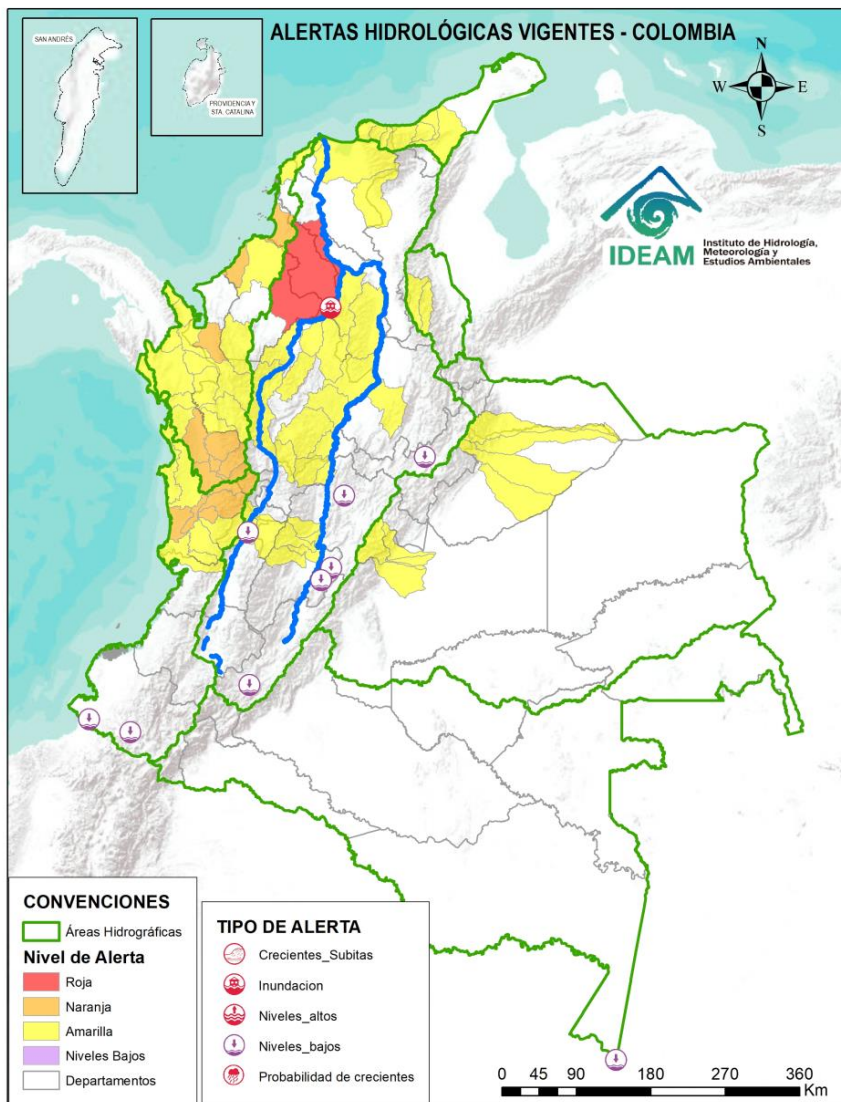 ALERTAS HIDROLÓGICAS VIGENTES - COLOMBIA
SAN ANDRÉS
PROVIDENCIA Y
STA. CATALINA
N
W
E
S
IDEAM
Instituto de Hidrología,
Meteorología y
Estudios Ambientales
CONVENCIONES
Áreas Hidrográficas
Nivel de Alerta
Roja
Naranja
Amarilla
Niveles Bajos
Departamentos
TIPO DE ALERTA
Crecientes_Subitas
Inundacion
Niveles_altos
Niveles_bajos
Probabilidad de crecientes
0 45 90 180 270 360
Km